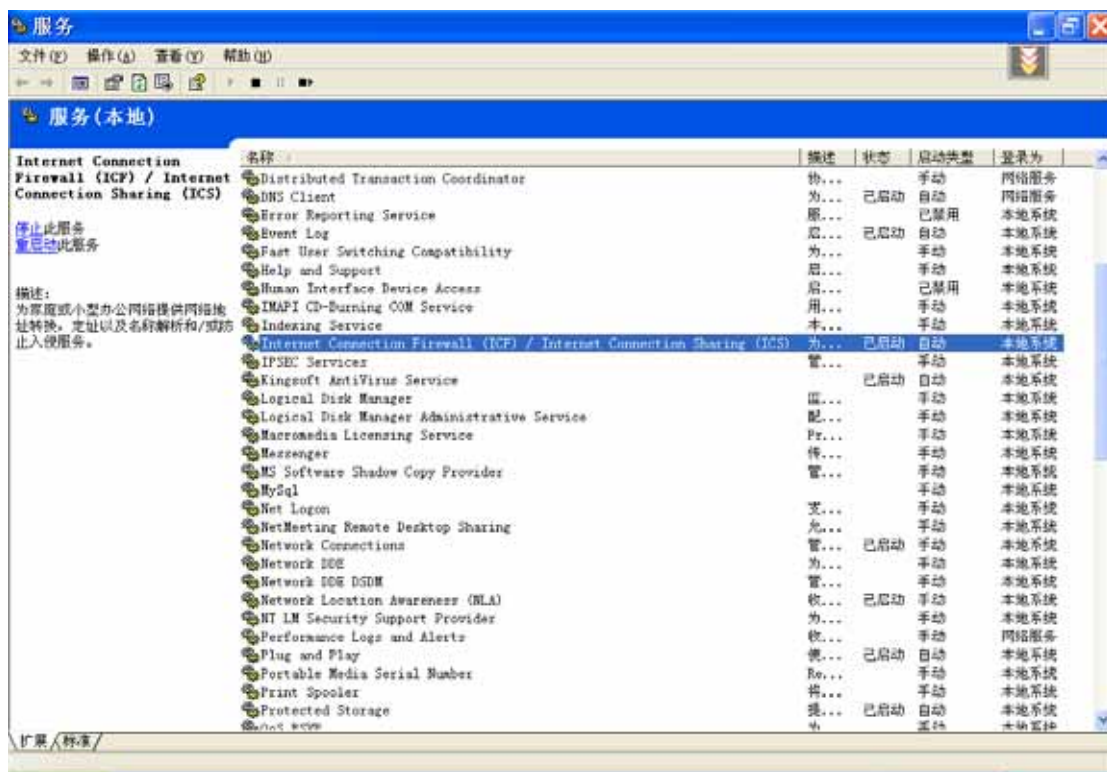 服务
文件(F) 操作(A) 查看(V) 帮助(H)
服务(本地)
Internet Connection
Firewall (ICF) / Internet
Connection Sharing (ICS)
停止此服务
重启动此服务
描述:
为家庭或小型办公网络提供网络地
址转换、定址以及名称解析和/或防
止入侵服务。
名称 描述 状态 启动类型 登录为
Distributed Transaction Coordinator 协... 手动 网络服务
DNS Client 为... 已启动 自动 网络服务
Error Reporting Service 服... 已禁用 本地系统
Event Log 启... 已启动 自动 本地系统
Fast User Switching Compatibility 为... 手动 本地系统
Help and Support 启... 手动 本地系统
Human Interface Device Access 启... 已禁用 本地系统
IMAPI CD-Burning COM Service 用... 手动 本地系统
Indexing Service 本... 手动 本地系统
Internet Connection Firewall (ICF) / Internet Connection Sharing (ICS) 为... 已启动 自动 本地系统
IPSEC Services 管... 手动 本地系统
Kingsoft AntiVirus Service 已启动 自动 本地系统
Logical Disk Manager 监... 手动 本地系统
Logical Disk Manager Administrative Service 配... 手动 本地系统
Macromedia Licensing Service Pr... 手动 本地系统
Messenger 传... 手动 本地系统
MS Software Shadow Copy Provider 管... 手动 本地系统
MySql 手动 本地系统
Net Logon 支... 手动 本地系统
NetMeeting Remote Desktop Sharing 允... 手动 本地系统
Network Connections 管... 已启动 手动 本地系统
Network DDE 为... 手动 本地系统
Network DDE DSDM 管... 手动 本地系统
Network Location Awareness (NLA) 收... 已启动 手动 本地系统
NT LM Security Support Provider 为... 手动 本地系统
Performance Logs and Alerts 收... 手动 网络服务
Plug and Play 使... 已启动 自动 本地系统
Portable Media Serial Number Re... 手动 本地系统
Print Spooler 将... 手动 本地系统
Protected Storage 提... 已启动 自动 本地系统
QoS RSVP 为 手动 本地系统
扩展 标准